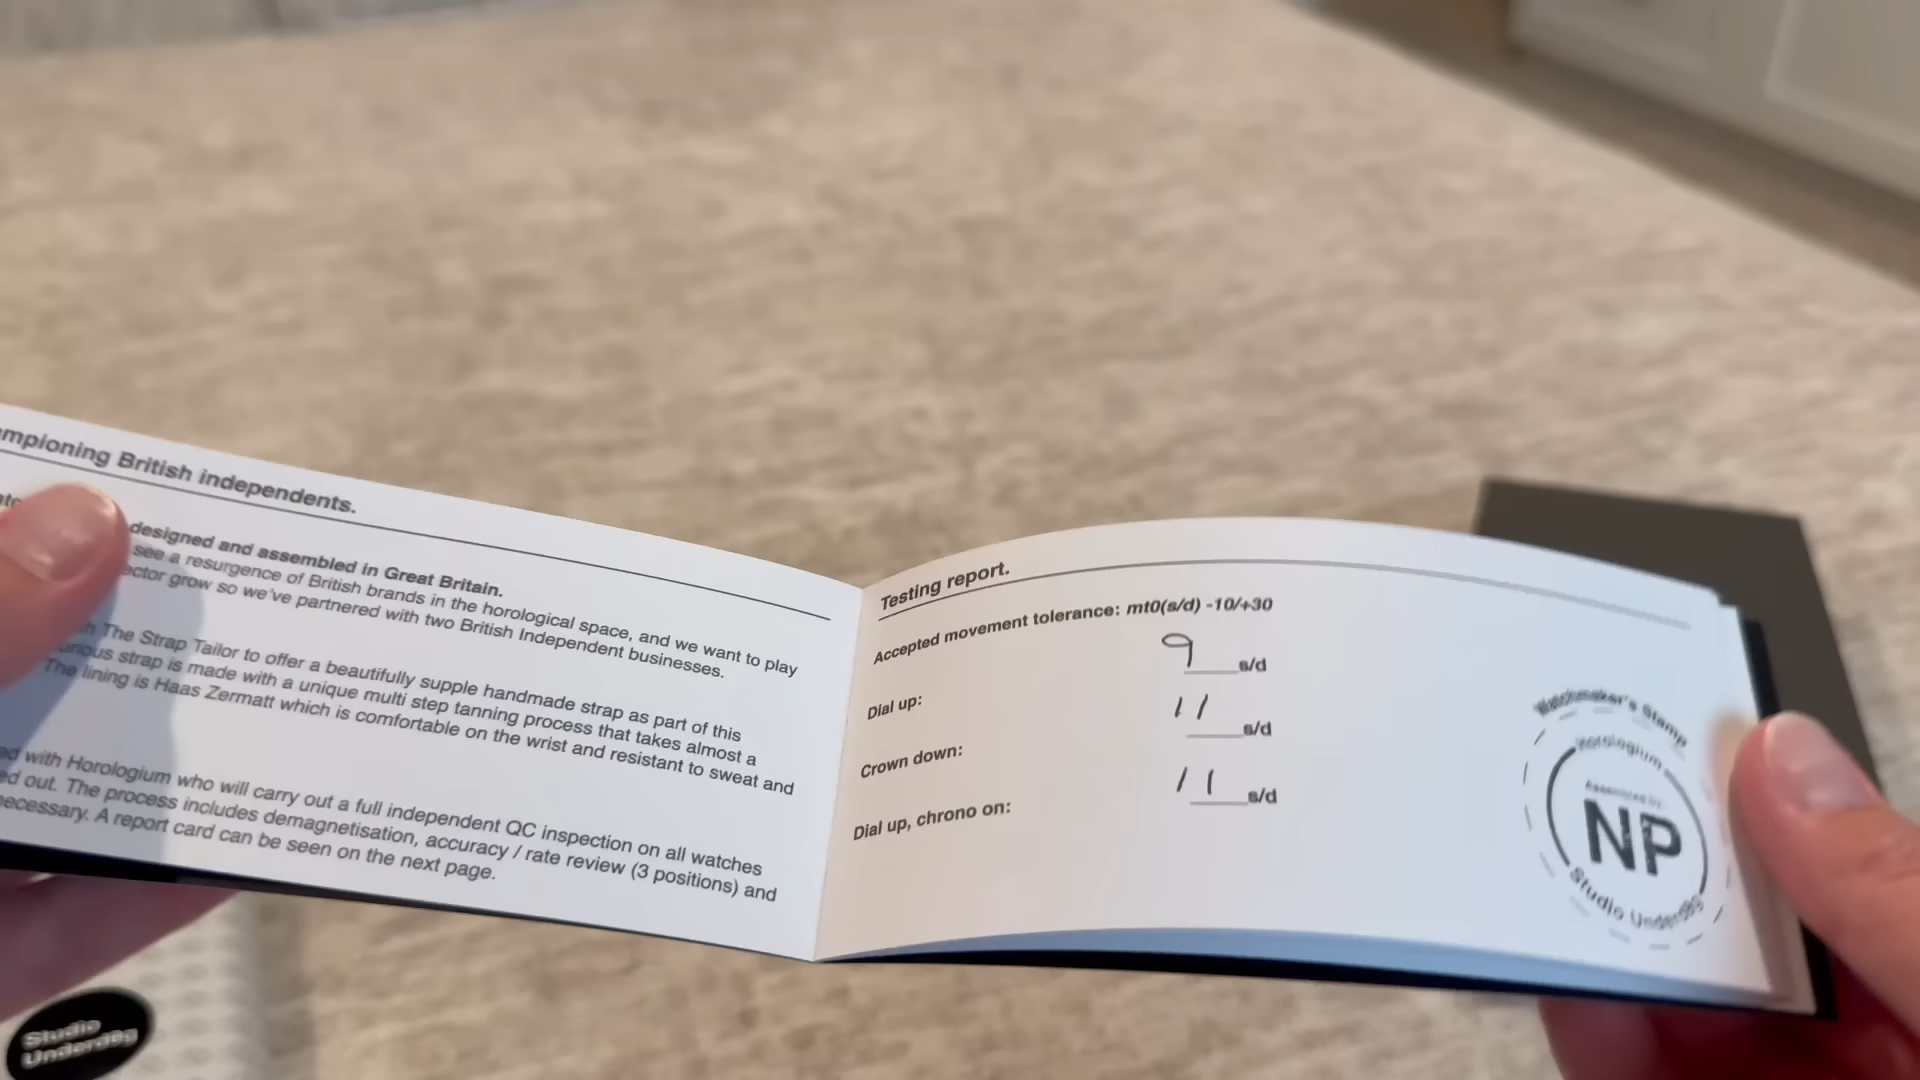 mpioning British independents.
designed and assembled in Great Britain.
see a resurgence of British brands in the horological space, and we want to play
ector grow so we've partnered with two British Independent businesses.
The Strap Tailor to offer a beautifully supple handmade strap as part of this
strap is made with a unique multi step tanning process that takes almost a
The lining is Haas Zermatt which is comfortable on the wrist and resistant to sweat and
ed with Horologium who will carry out a full independent QC inspection on all watches
ed out. The process includes demagnetisation, accuracy / rate review (3 positions) and
necessary. A report card can be seen on the next page.
Testing report.
Accepted movement tolerance: mt0(s/d) -10/+30
Dial up: 9 s/d
Crown down: 11 s/d
Dial up, chrono on: 11 s/d
Watchmaker's Stamp
Horologium
NP
Studio Underd0g
Studio
Underd0g